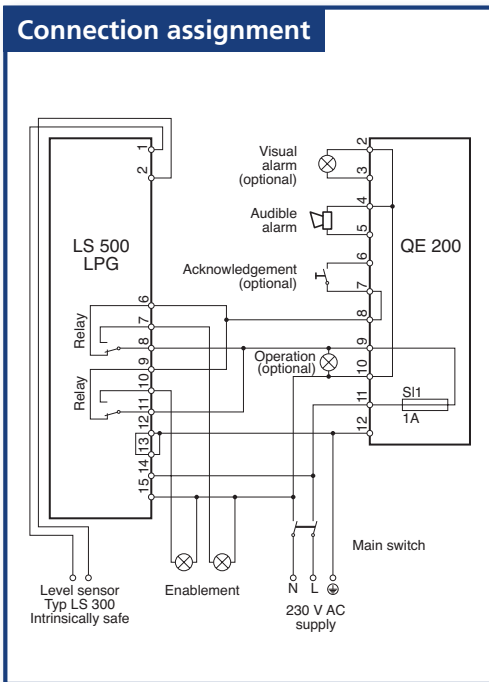 Connection assignment
1
2
LS 500
LPG
Relay
Relay
6
7
8
9
10
11
12
13
14
15
Visual
alarm
(optional)
Audible
alarm
Acknowledgement
(optional)
Operation
(optional)
2
3
4
5
6
7
8
9
10
11
12
QE 200
SI1
1A
Level sensor
Typ LS 300
Intrinsically safe
Enablement
Main switch
N L
230 V AC
supply